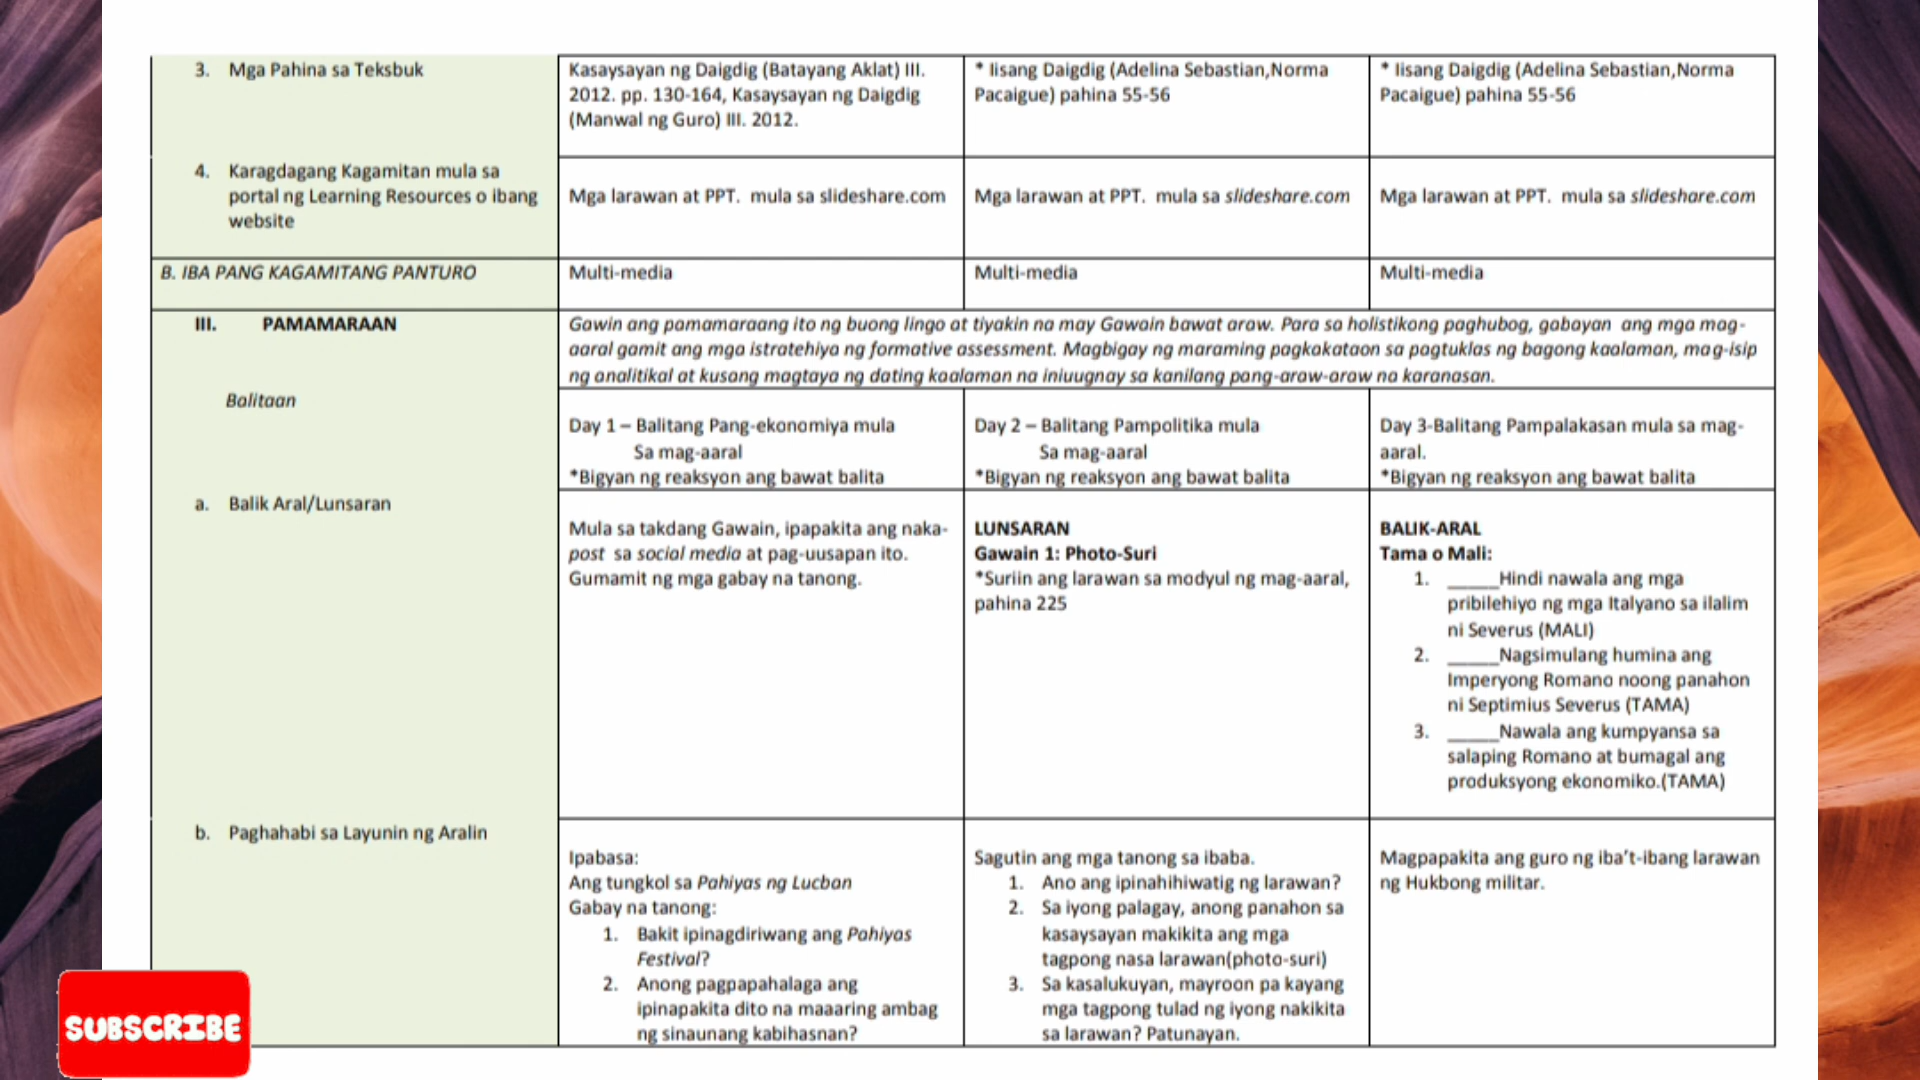 3. Mga Pahina sa Teksbuk
Kasaysayan ng Daigdig (Batayang Aklat) III.
2012. pp. 130-164, Kasaysayan ng Daigdig
(Manwal ng Guro) III. 2012.
* Iisang Daigdig (Adelina Sebastian,Norma
Pacaigue) pahina 55-56
* Iisang Daigdig (Adelina Sebastian,Norma
Pacaigue) pahina 55-56
4. Karagdagang Kagamitan mula sa
portal ng Learning Resources o ibang
website
Mga larawan at PPT. mula sa slideshare.com
Mga larawan at PPT. mula sa slideshare.com
Mga larawan at PPT. mula sa slideshare.com
B. IBA PANG KAGAMITANG PANTURO
Multi-media
Multi-media
Multi-media
III. PAMAMARAAN
Gawin ang pamamaraang ito ng buong lingo at tiyakin na may Gawain bawat araw. Para sa holistikong paghubog, gabayan ang mga mag-
aaral gamit ang mga istratehiya ng formative assessment. Magbigay ng maraming pagkakataon sa pagtuklas ng bagong kaalaman, mag-isip
ng analitikal at kusang magtaya ng dating kaalaman na iniuugnay sa kanilang pang-araw-araw na karanasan.
Balitaan
Day 1 – Balitang Pang-ekonomiya mula
Sa mag-aaral
*Bigyan ng reaksyon ang bawat balita
Day 2 – Balitang Pampolitika mula
Sa mag-aaral
*Bigyan ng reaksyon ang bawat balita
Day 3-Balitang Pampalakasan mula sa mag-
aaral.
*Bigyan ng reaksyon ang bawat balita
a. Balik Aral/Lunsaran
Mula sa takdang Gawain, ipapakita ang naka-
post sa social media at pag-uusapan ito.
Gumamit ng mga gabay na tanong.
LUNSARAN
Gawain 1: Photo-Suri
*Suriin ang larawan sa modyul ng mag-aaral,
pahina 225
BALIK-ARAL
Tama o Mali:
1. _____Hindi nawala ang mga
pribilehiyo ng mga Italyano sa ilalim
ni Severus (MALI)
2. _____Nagsimulang humina ang
Imperyong Romano noong panahon
ni Septimius Severus (TAMA)
3. _____Nawala ang kumpyansa sa
salaping Romano at bumagal ang
produksyong ekonomiko.(TAMA)
b. Paghahabi sa Layunin ng Aralin
Ipabasa:
Ang tungkol sa Pahiyas ng Lucban
Gabay na tanong:
1. Bakit ipinagdiriwang ang Pahiyas
Festival?
2. Anong pagpapahalaga ang
ipinapakita dito na maaaring ambag
ng sinaunang kabihasnan?
Sagutin ang mga tanong sa ibaba.
1. Ano ang ipinahihiwatig ng larawan?
2. Sa iyong palagay, anong panahon sa
kasaysayan makikita ang mga
tagpong nasa larawan(photo-suri)
3. Sa kasalukuyan, mayroon pa kayang
mga tagpong tulad ng iyong nakikita
sa larawan? Patunayan.
Magpapakita ang guro ng iba't-ibang larawan
ng Hukbong militar.
SUBSCRIBE